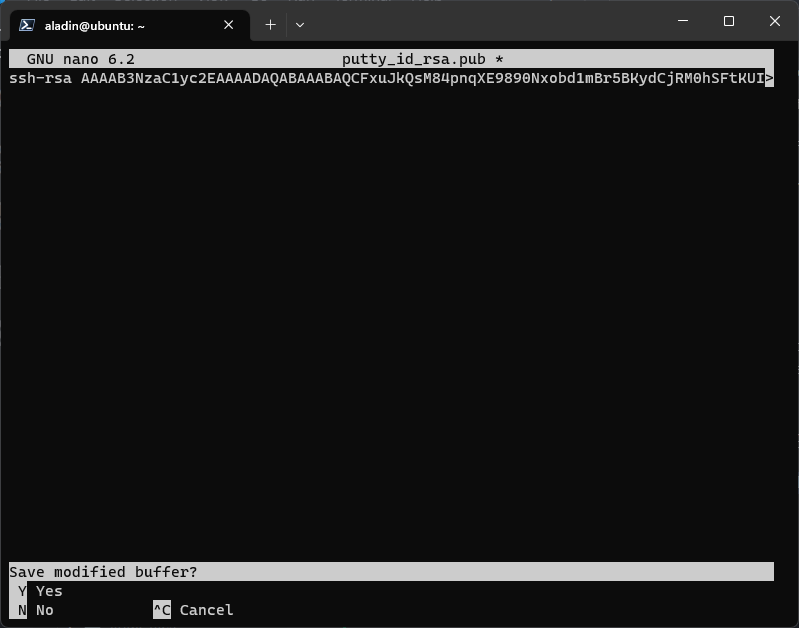 aladin@ubuntu: ~
GNU nano 6.2 putty_id_rsa.pub *
ssh-rsa AAAAB3NzaC1yc2EAAAADAQABAAABAQCFxuJkQsM84pnqXE9890Nxobd1mBr5BKydCjRM0hSFtKUI>
Save modified buffer?
Y Yes
N No ^C Cancel